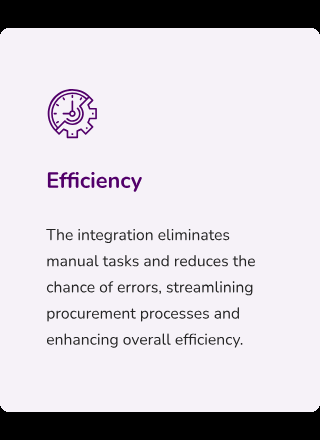 Efficiency
The integration eliminates
manual tasks and reduces the
chance of errors, streamlining
procurement processes and
enhancing overall efficiency.